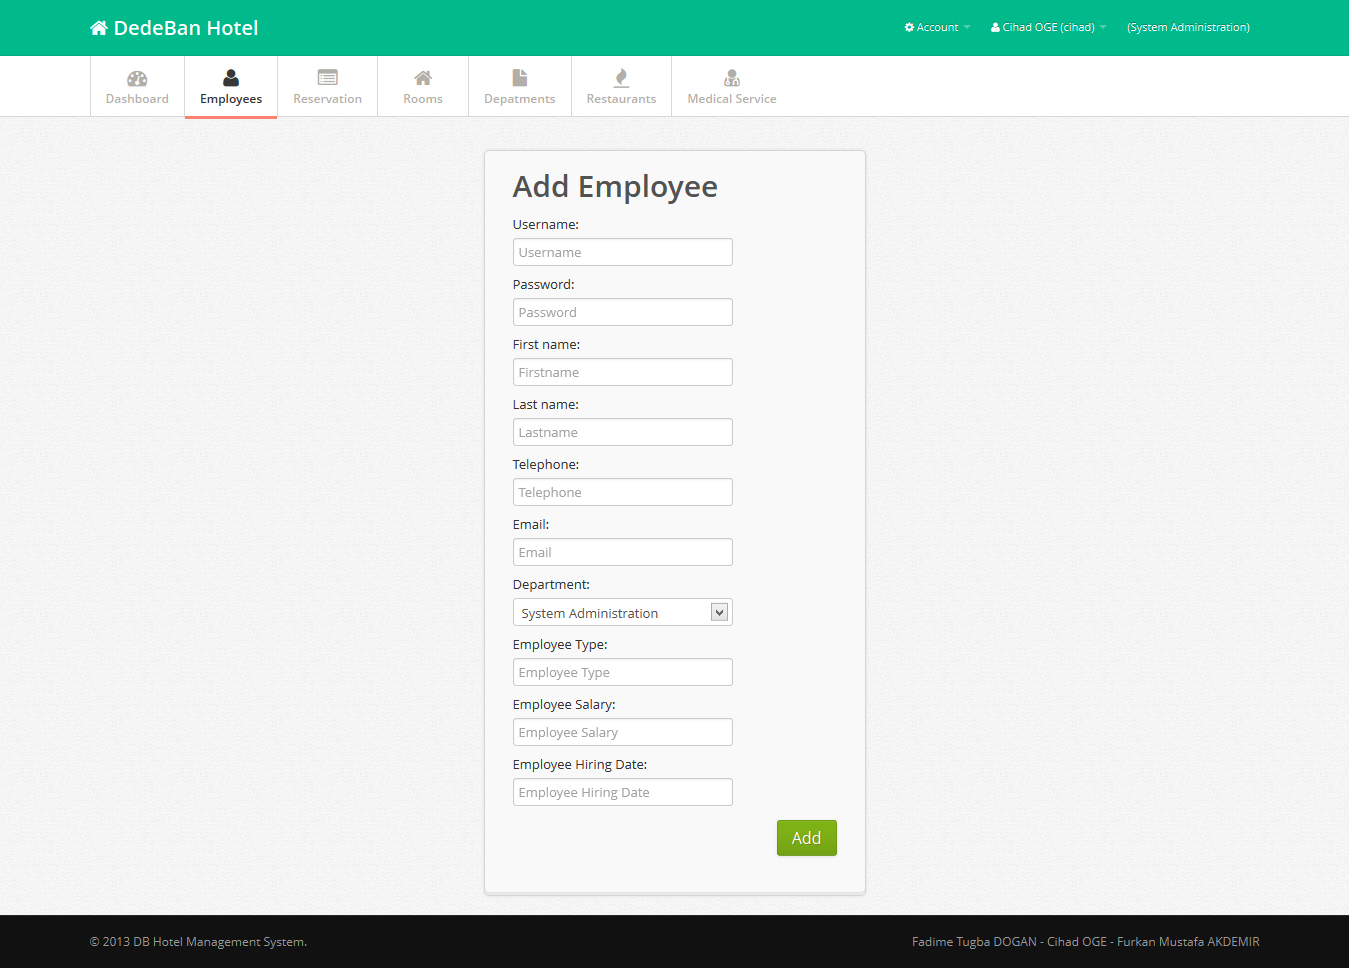 DedeBan Hotel
Account
Cihad OGE (cihad)
(System Administration)
Dashboard
Employees
Reservation
Rooms
Depatments
Restaurants
Medical Service
Add Employee
Username:
Username
Password:
Password
First name:
Firstname
Last name:
Lastname
Telephone:
Telephone
Email:
Email
Department:
System Administration
Employee Type:
Employee Type
Employee Salary:
Employee Salary
Employee Hiring Date:
Employee Hiring Date
Add
© 2013 DB Hotel Management System.
Fadime Tugba DOGAN - Cihad OGE - Furkan Mustafa AKDEMIR